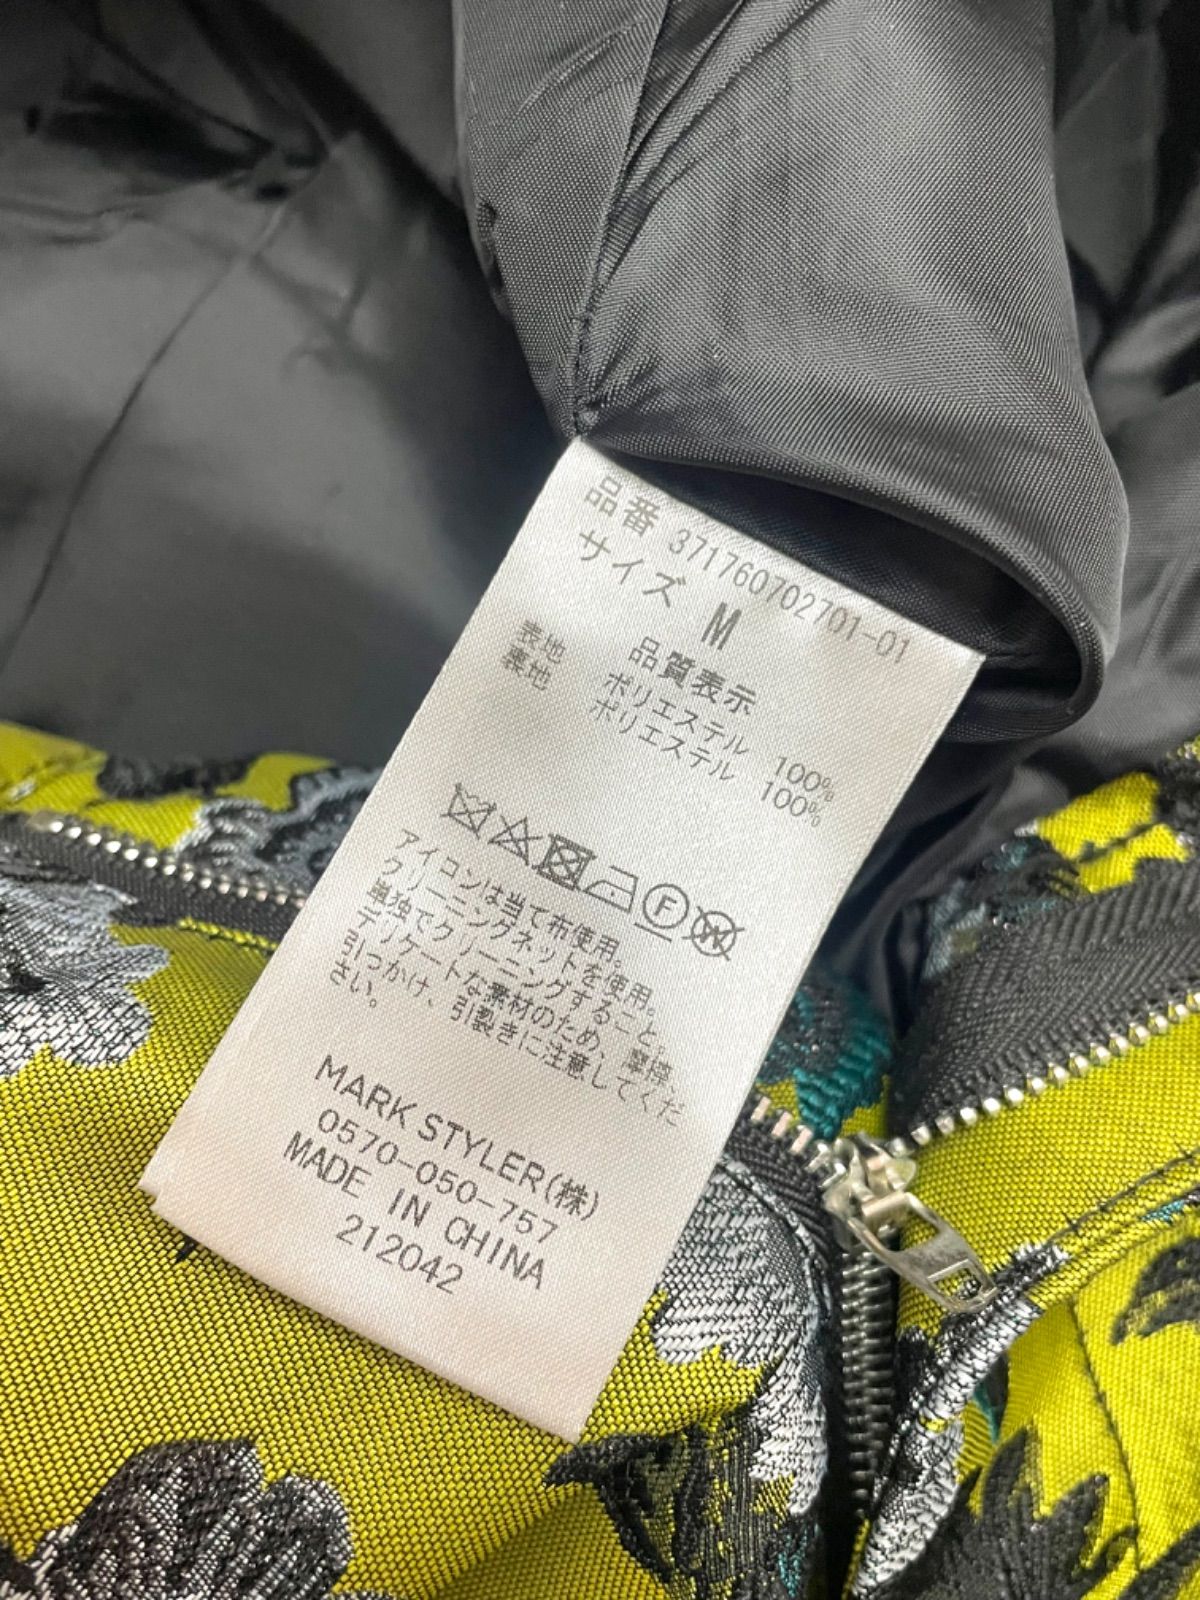 品番 371760702701-01
サイズ M
品質表示
表地 ポリエステル 100%
裏地 ポリエステル 100%
F W
アイロンは当て布使用。
クリーニングネットを使用。
単独でクリーニングすること。
デリケートな素材のため、摩擦、
引っかけ、引裂きに注意してくだ
さい。
MARK STYLER(株)
0570-050-757
MADE IN CHINA
212042